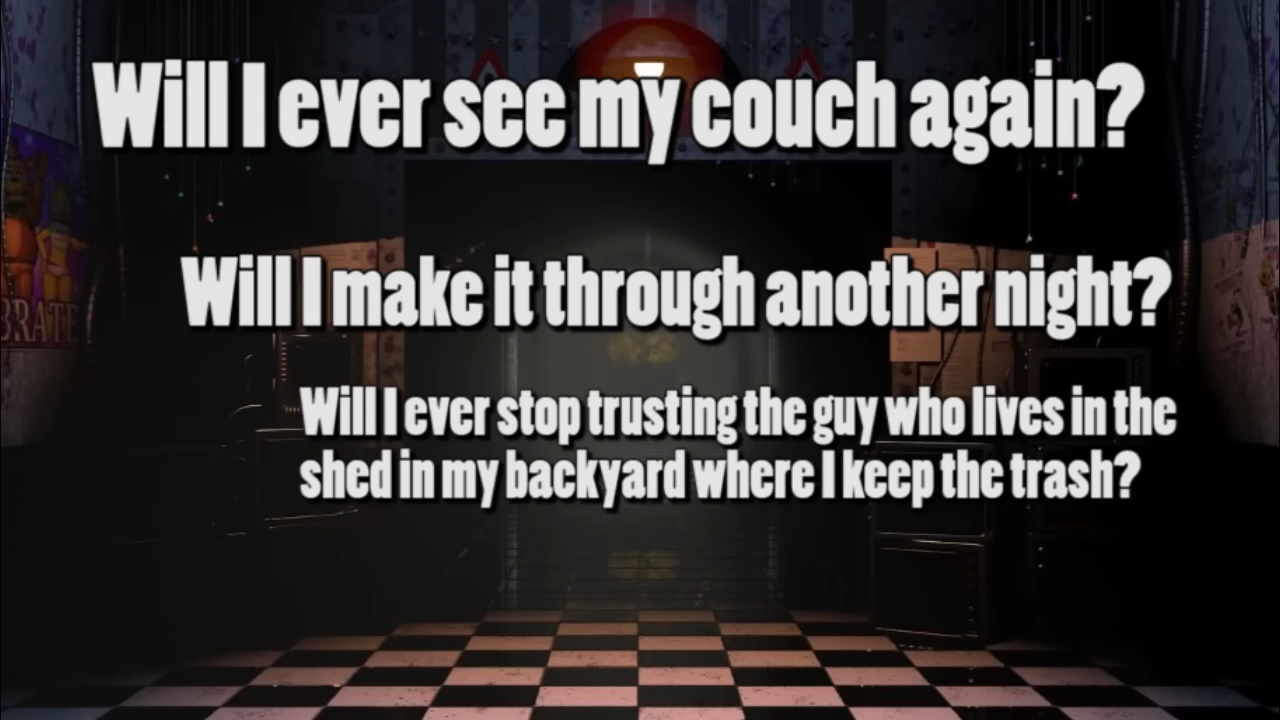 Will I ever see my couch again?
Will I make it through another night?
Will I ever stop trusting the guy who lives in the
shed in my backyard where I keep the trash?
BRATE